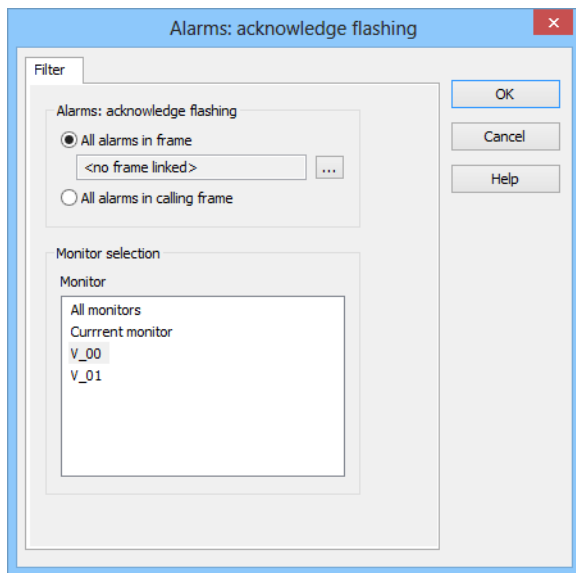 Alarms: acknowledge flashing
Filter
Alarms: acknowledge flashing
All alarms in frame
<no frame linked>
...
All alarms in calling frame
Monitor selection
Monitor
All monitors
Currrent monitor
V_00
V_01
OK
Cancel
Help